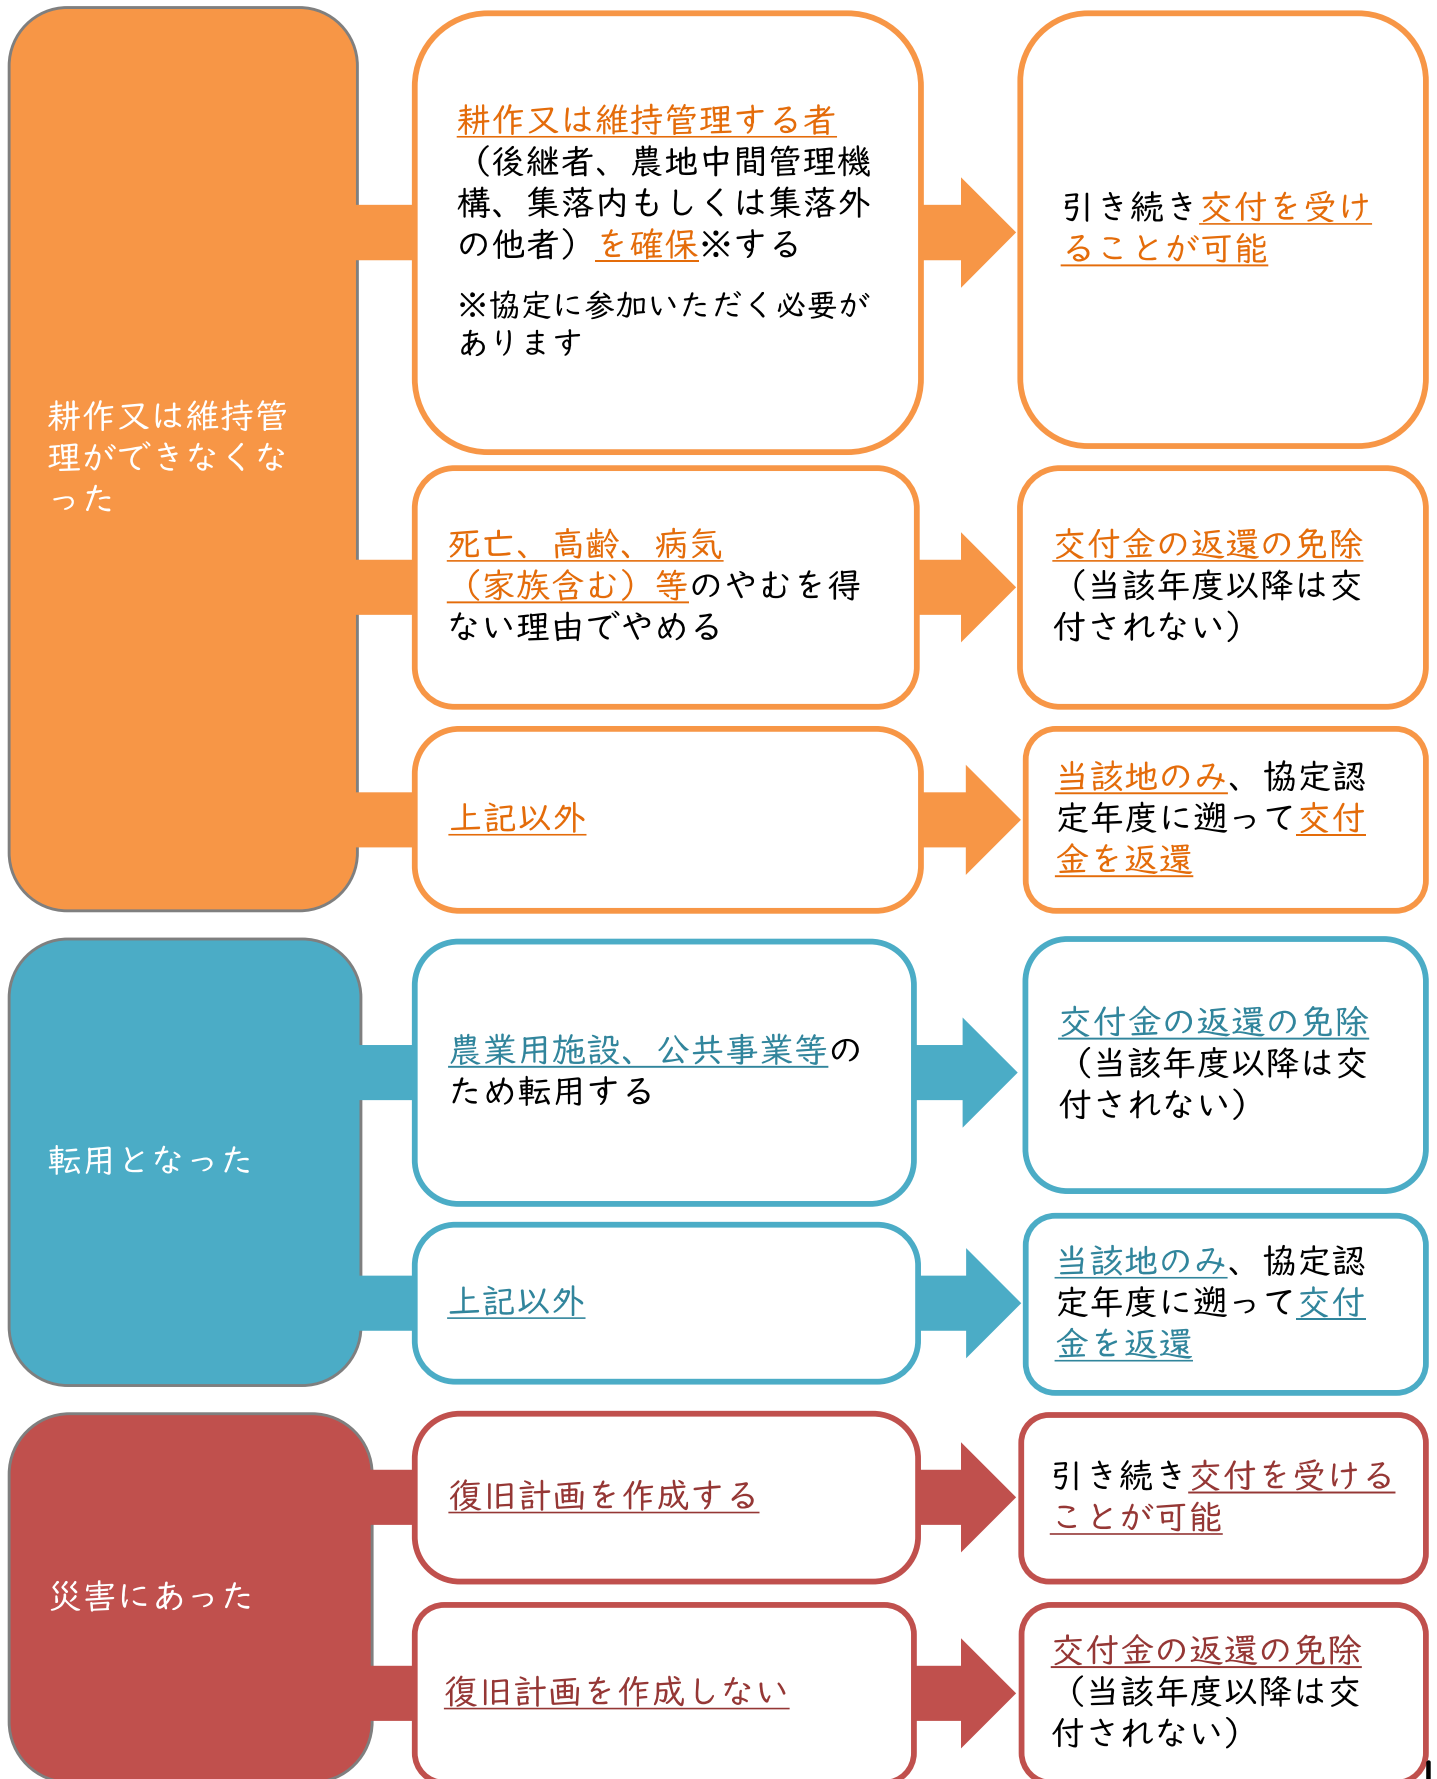 耕作又は維持管
理ができなくな
った
耕作又は維持管理する者
（後継者、農地中間管理機
構、集落内もしくは集落外
の他者）を確保※する
※協定に参加いただく必要が
あります
引き続き交付を受け
ることが可能
死亡、高齢、病気
（家族含む）等のやむを得
ない理由でやめる
交付金の返還の免除
（当該年度以降は交
付されない）
上記以外
当該地のみ、協定認
定年度に遡って交付
金を返還
転用となった
農業用施設、公共事業等の
ため転用する
交付金の返還の免除
（当該年度以降は交
付されない）
上記以外
当該地のみ、協定認
定年度に遡って交付
金を返還
災害にあった
復旧計画を作成する
引き続き交付を受ける
ことが可能
復旧計画を作成しない
交付金の返還の免除
（当該年度以降は交
付されない）